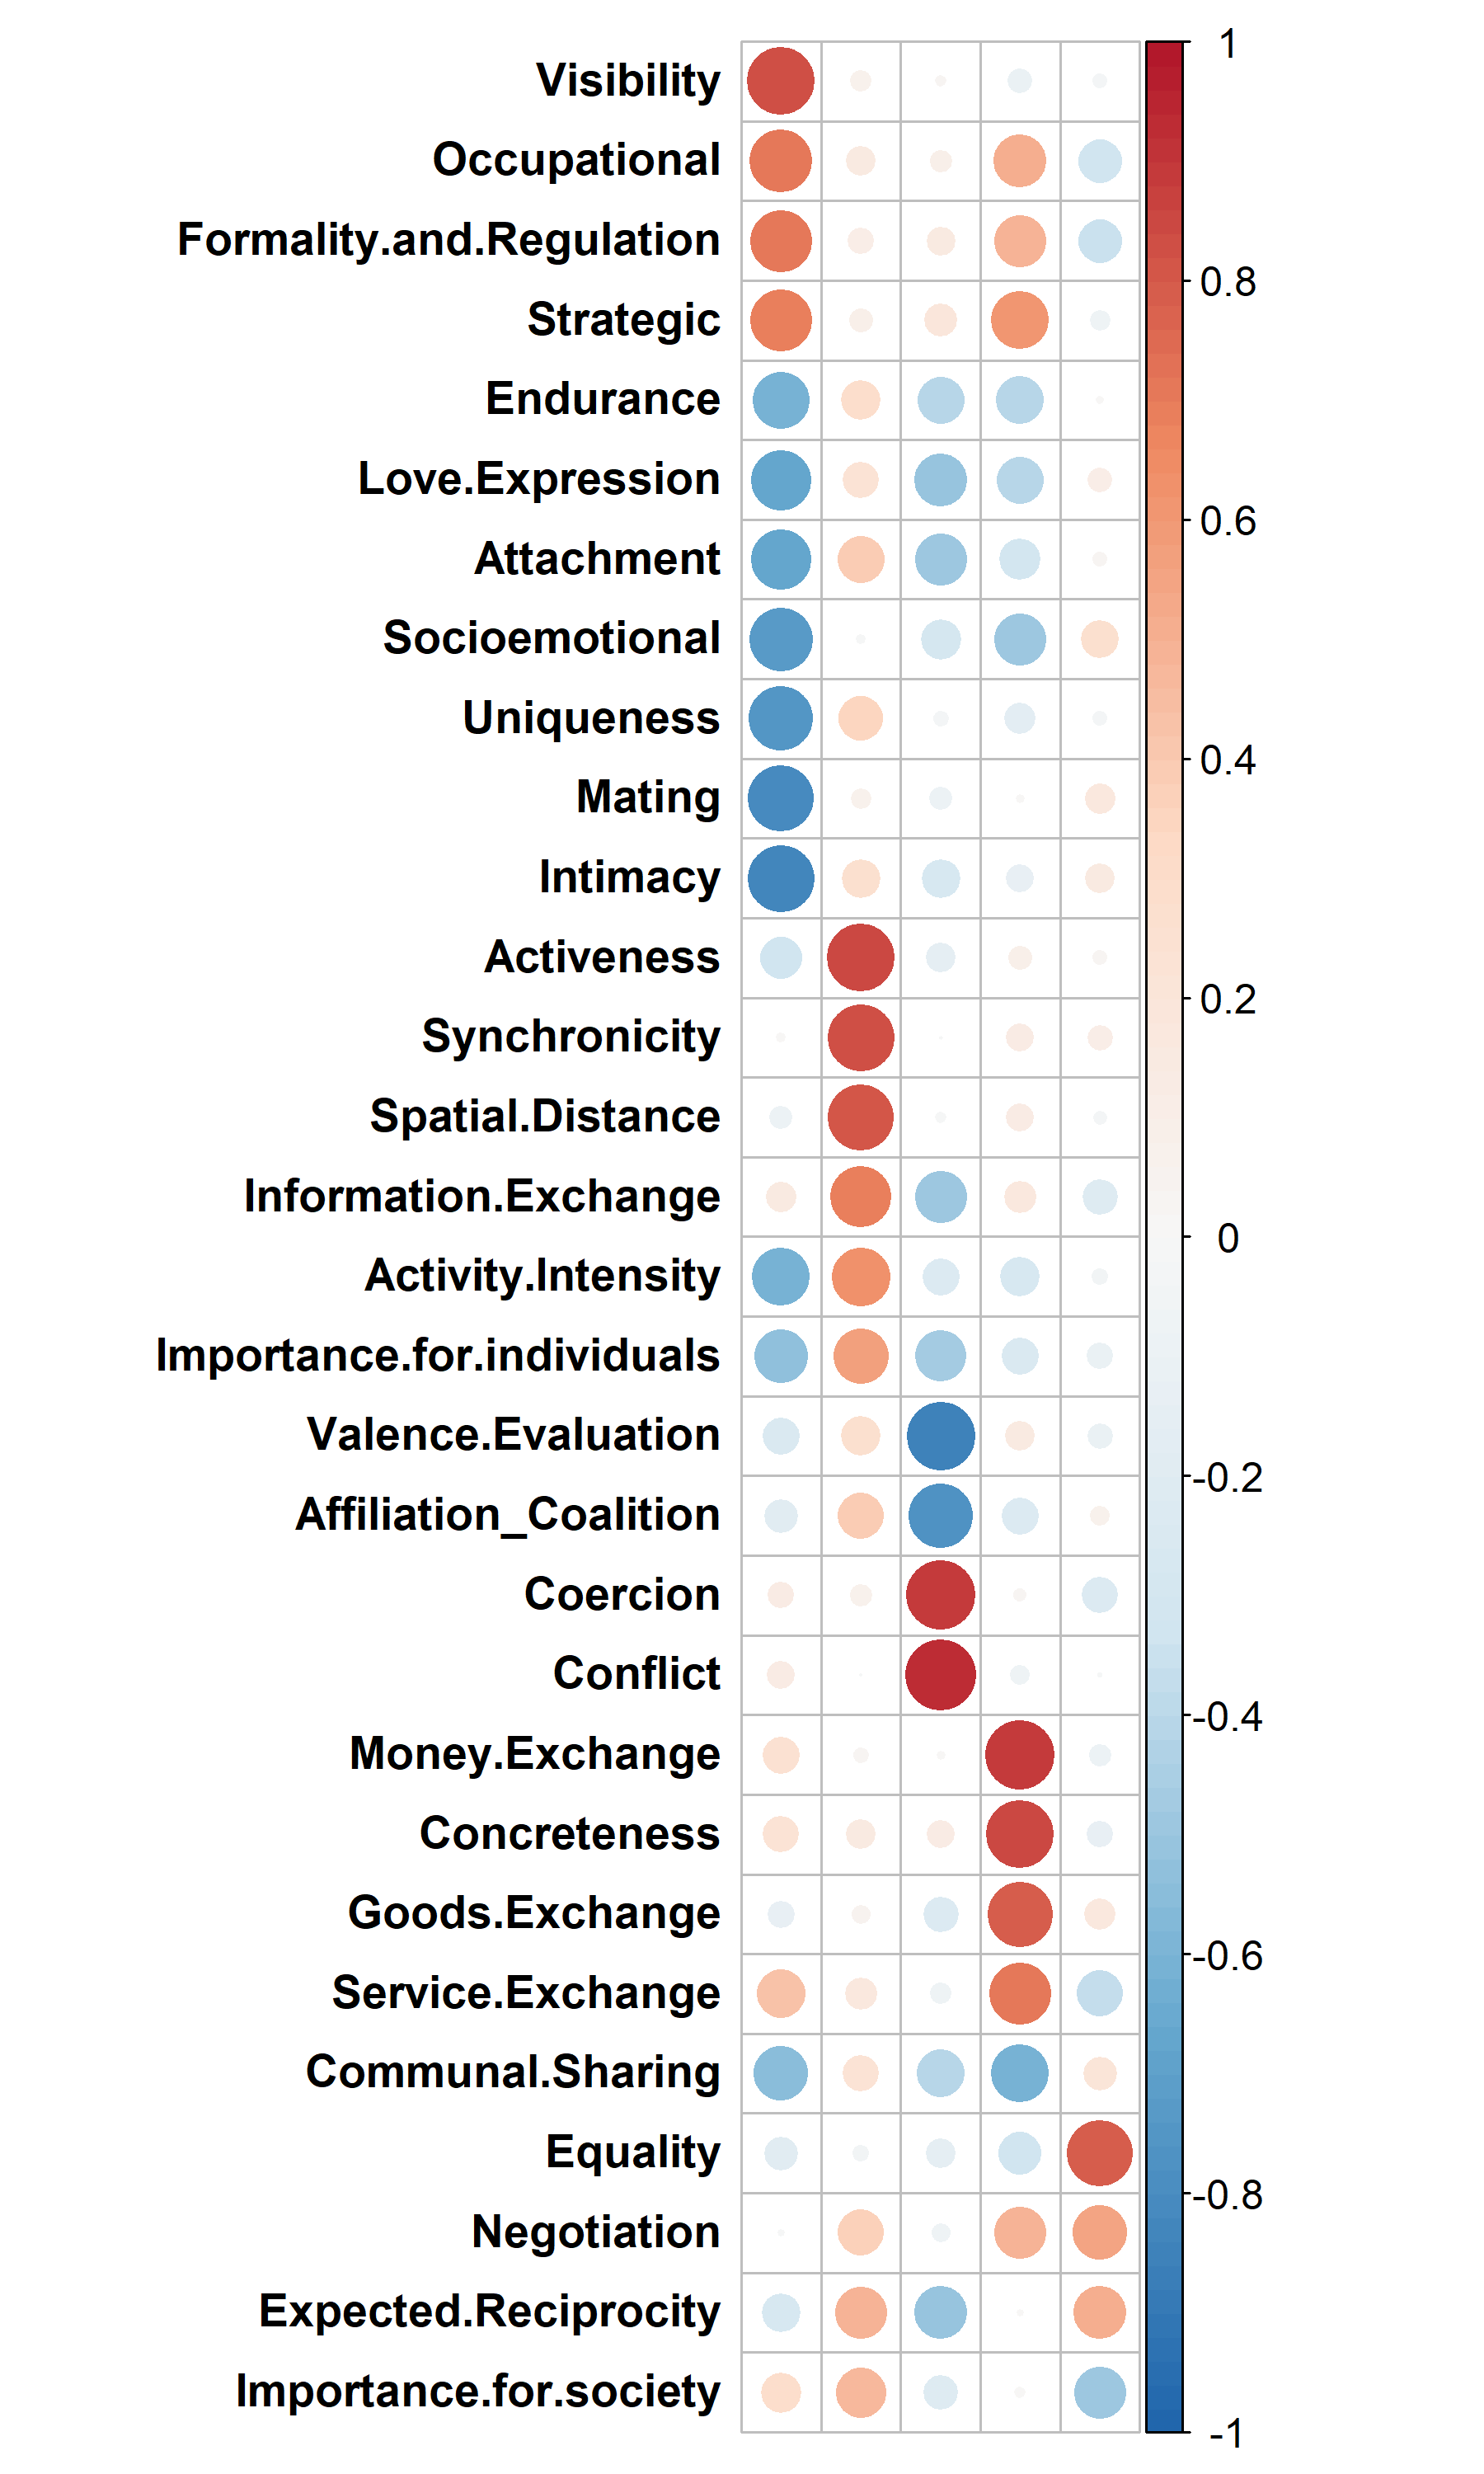 Visibility
Occupational
Formality.and.Regulation
Strategic
Endurance
Love.Expression
Attachment
Socioemotional
Uniqueness
Mating
Intimacy
Activeness
Synchronicity
Spatial.Distance
Information.Exchange
Activity.Intensity
Importance.for.individuals
Valence.Evaluation
Affiliation_Coalition
Coercion
Conflict
Money.Exchange
Concreteness
Goods.Exchange
Service.Exchange
Communal.Sharing
Equality
Negotiation
Expected.Reciprocity
Importance.for.society
1
0.8
0.6
0.4
0.2
0
-0.2
-0.4
-0.6
-0.8
-1